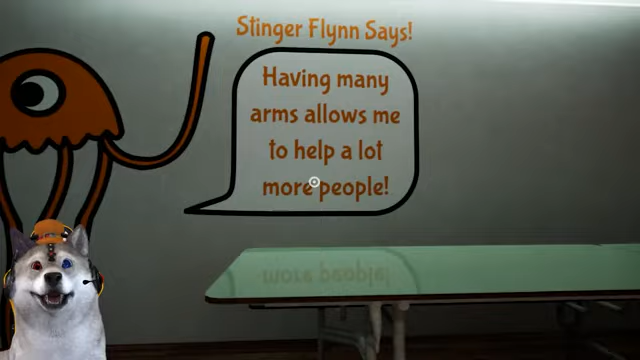 Stinger Flynn Says!
Having many
arms allows me
to help a lot
more people!